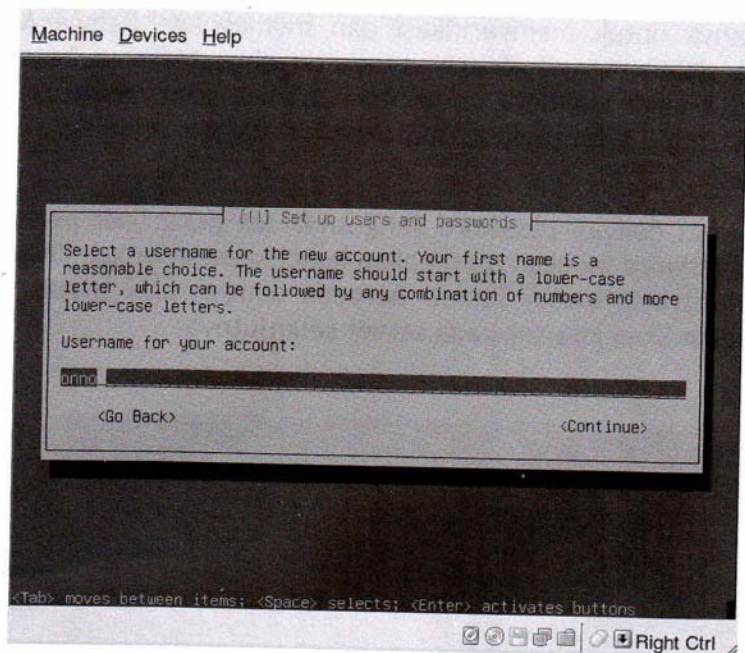 Machine Devices Help
[!!] Set up users and passwords
Select a username for the new account. Your first name is a
reasonable choice. The username should start with a lower-case
letter, which can be followed by any combination of numbers and more
lower-case letters.
Username for your account:
onno
<Go Back> <Continue>
<Tab> moves between items; <Space> selects; <Enter> activates buttons
Right Ctrl